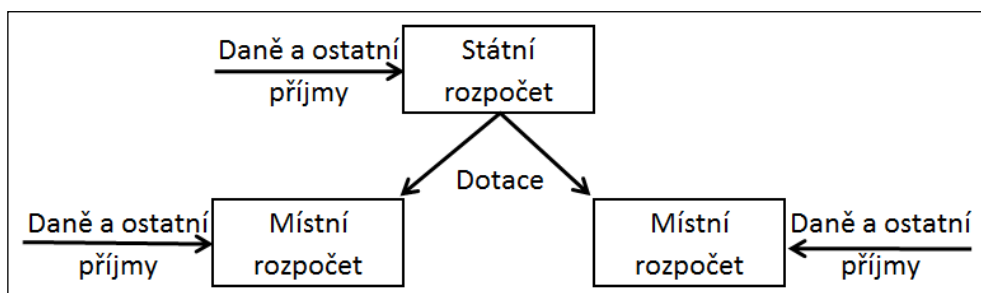 Daně a ostatní
příjmy
Státní
rozpočet
Dotace
Daně a ostatní
příjmy
Místní
rozpočet
Místní
rozpočet
Daně a ostatní
příjmy